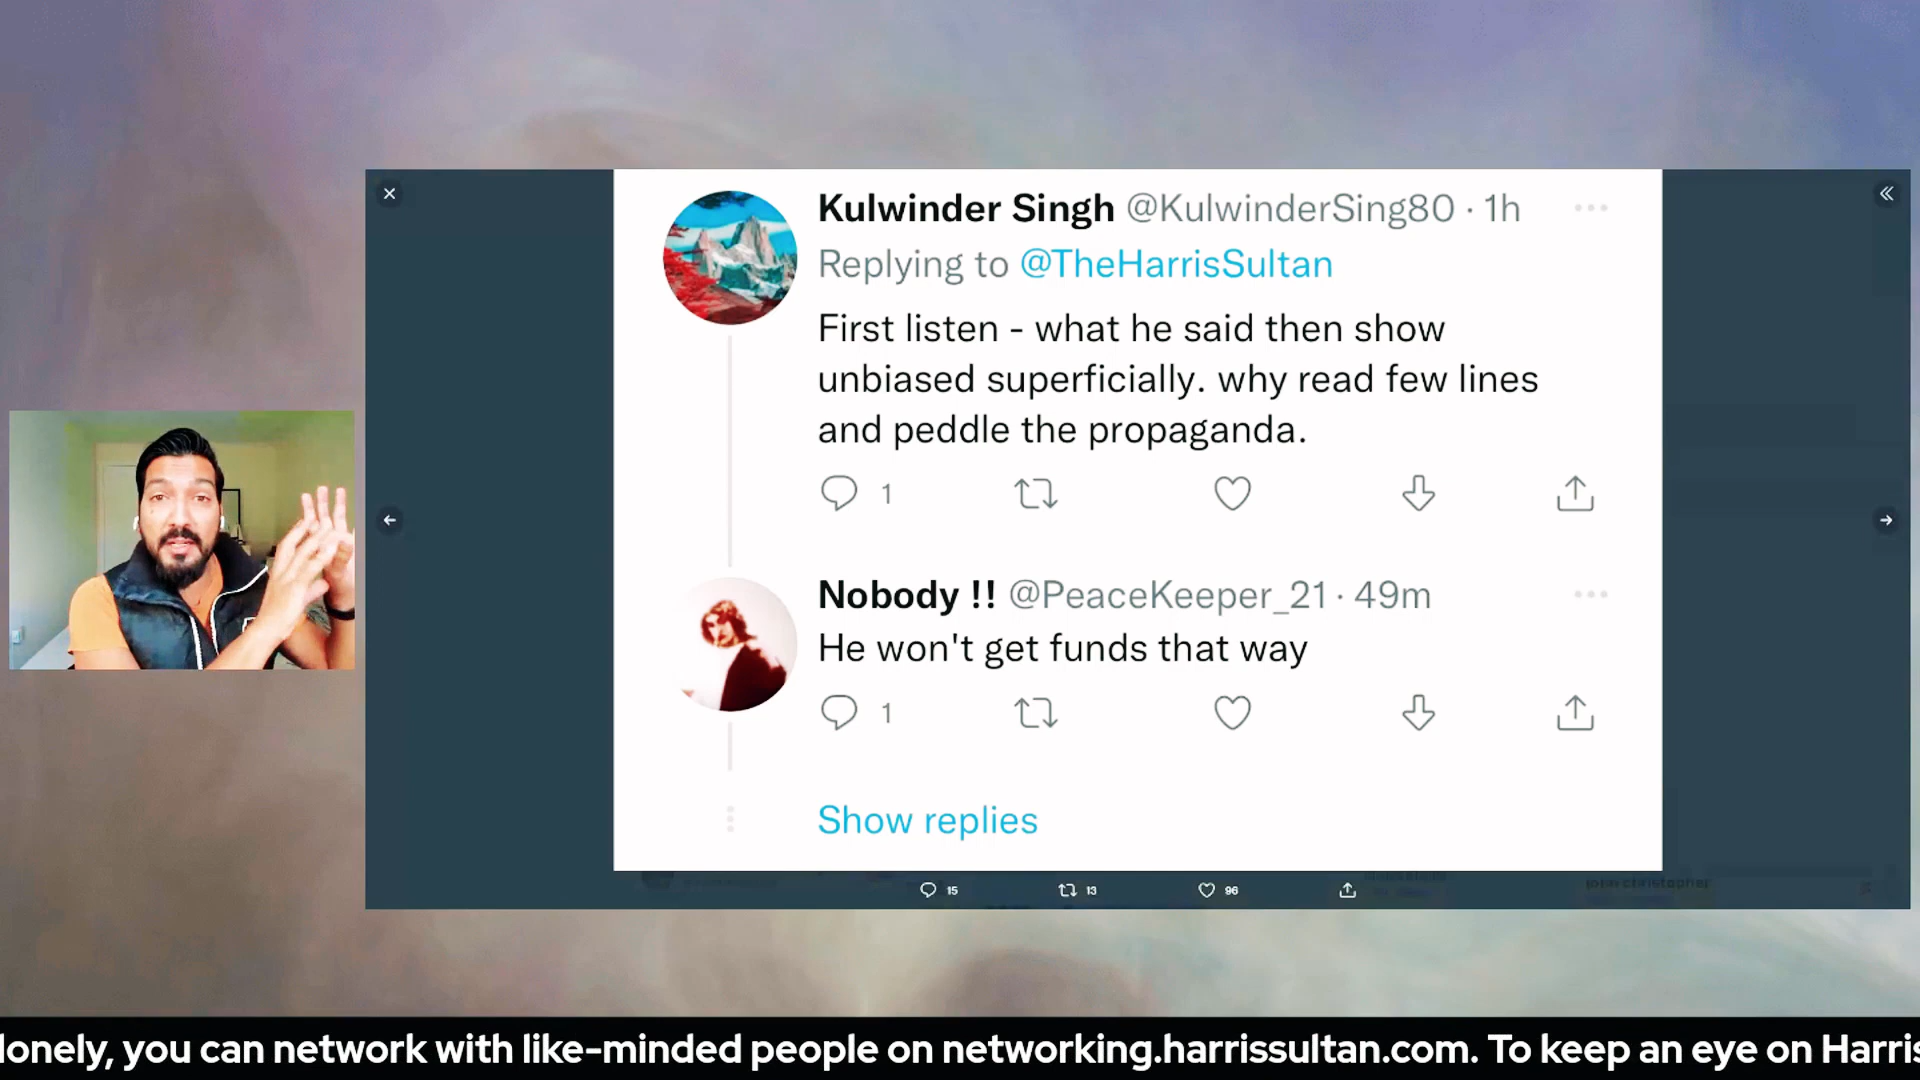 Kulwinder Singh @KulwinderSing80 · 1h
Replying to @TheHarrisSultan
First listen - what he said then show
unbiased superficially. why read few lines
and peddle the propaganda.
1
Nobody !! @PeaceKeeper_21 · 49m
He won't get funds that way
1
Show replies
15 13 96
lonely, you can network with like-minded people on networking.harrissultan.com. To keep an eye on Harris